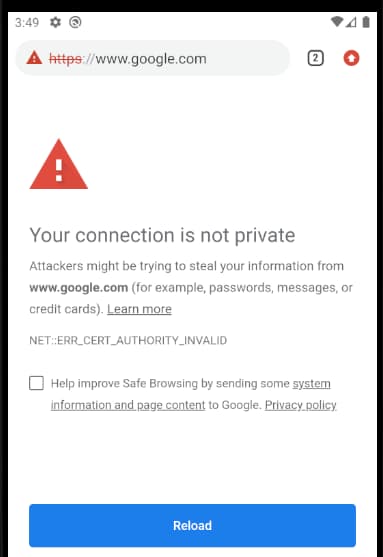 3:49
https://www.google.com
2
Your connection is not private
Attackers might be trying to steal your information from
www.google.com (for example, passwords, messages, or
credit cards). Learn more
NET::ERR_CERT_AUTHORITY_INVALID
Help improve Safe Browsing by sending some system
information and page content to Google. Privacy policy
Reload